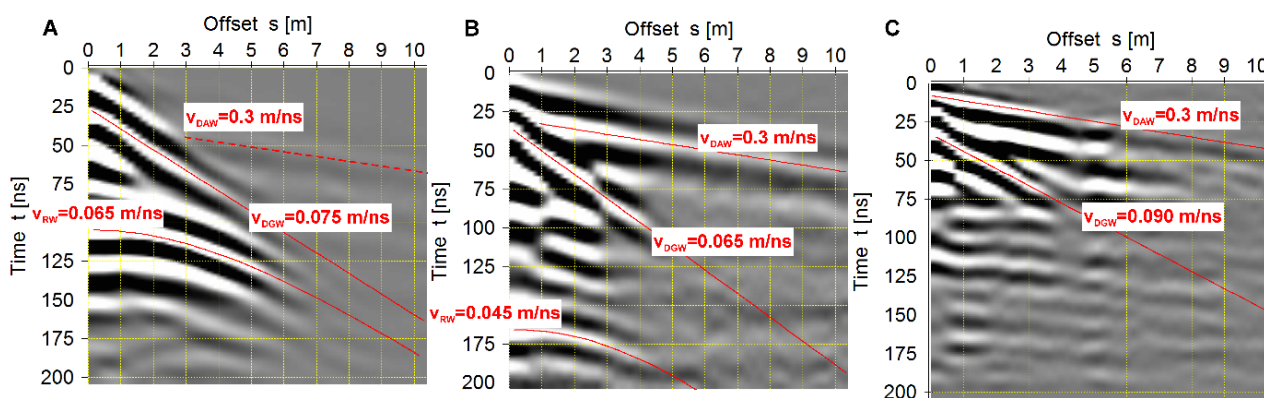 A
Offset s [m]
0 1 2 3 4 5 6 7 8 9 10
Time t [ns]
0
25
50
75
100
125
150
175
200
vDAW=0.3 m/ns
vRW=0.065 m/ns
vDGW=0.075 m/ns
B
Offset s [m]
0 1 2 3 4 5 6 7 8 9 10
Time t [ns]
0
25
50
75
100
125
150
175
200
vDAW=0.3 m/ns
vDGW=0.065 m/ns
vRW=0.045 m/ns
C
Offset s [m]
0 1 2 3 4 5 6 7 8 9 10
Time t [ns]
0
25
50
75
100
125
150
175
200
vDAW=0.3 m/ns
vDGW=0.090 m/ns